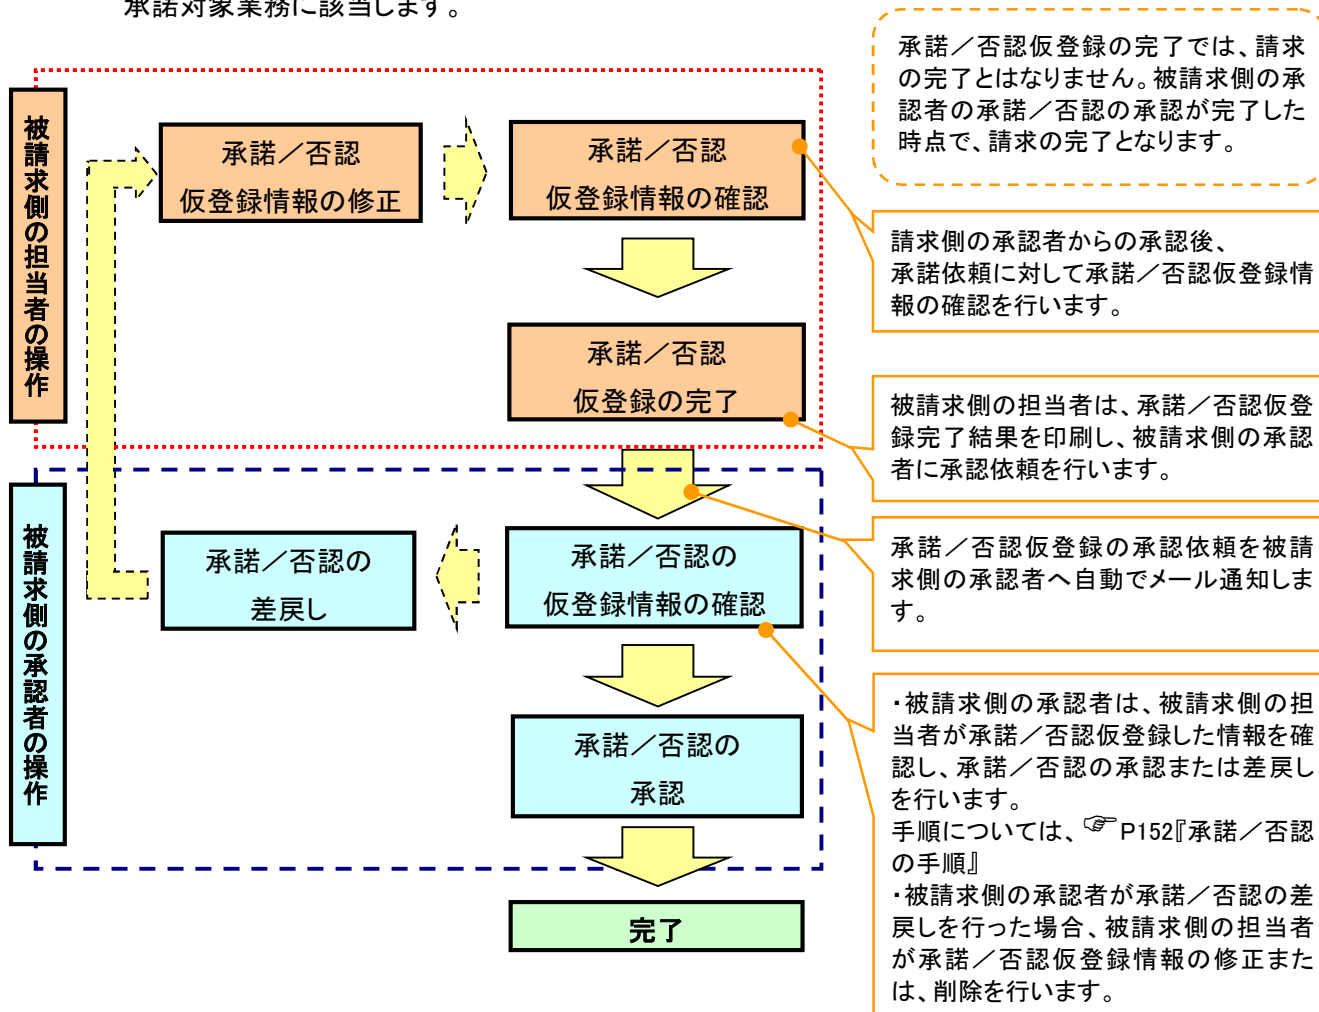 承諾対象業務に該当します。
承諾／否認仮登録の完了では、請求
の完了とはなりません。被請求側の承
認者の承諾／否認の承認が完了した
時点で、請求の完了となります。
被請求側の担当者の操作
承諾／否認
仮登録情報の修正
承諾／否認
仮登録情報の確認
請求側の承認者からの承認後、
承諾依頼に対して承諾／否認仮登録情
報の確認を行います。
承諾／否認
仮登録の完了
被請求側の担当者は、承諾／否認仮登
録完了結果を印刷し、被請求側の承認
者に承認依頼を行います。
被請求側の承認者の操作
承諾／否認の
差戻し
承諾／否認の
仮登録情報の確認
承諾／否認仮登録の承認依頼を被請
求側の承認者へ自動でメール通知しま
す。
承諾／否認の
承認
・被請求側の承認者は、被請求側の担
当者が承諾／否認仮登録した情報を確
認し、承諾／否認の承認または差戻し
を行います。
手順については、☞P152『承諾／否認
の手順』
・被請求側の承認者が承諾／否認の差
戻しを行った場合、被請求側の担当者
が承諾／否認仮登録情報の修正また
は、削除を行います。
完了